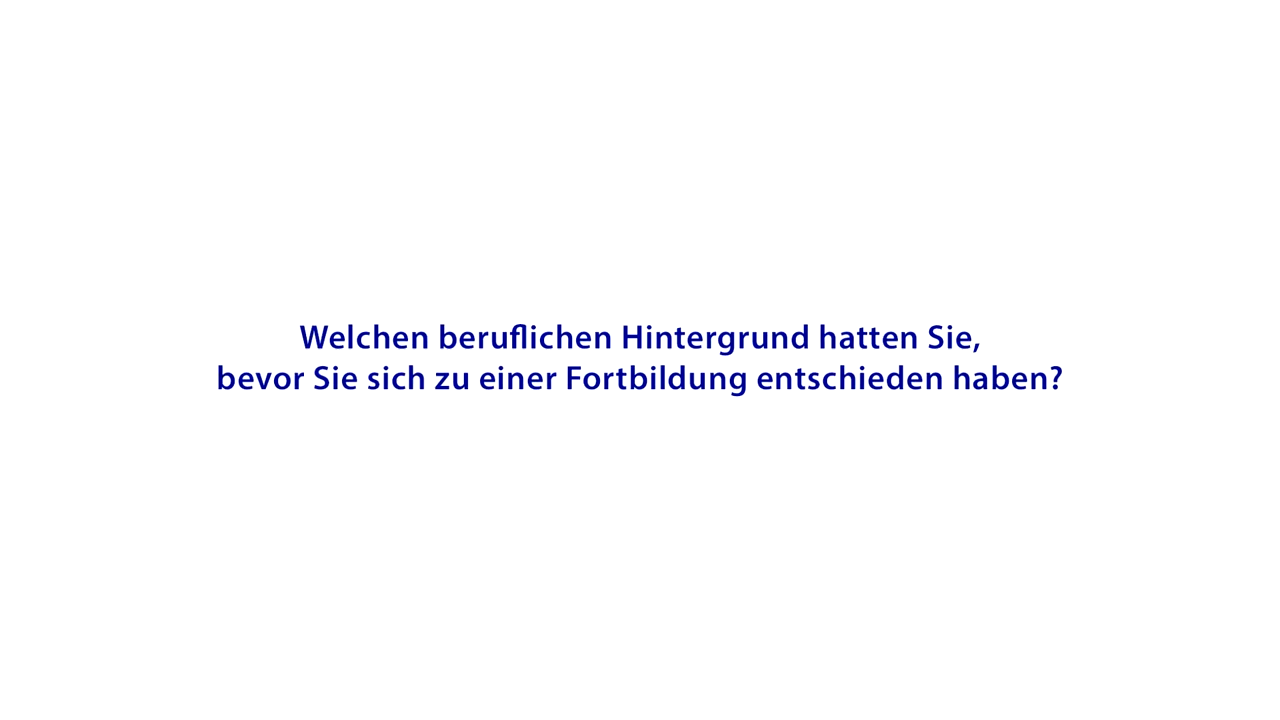 Welchen beruflichen Hintergrund hatten Sie,
bevor Sie sich zu einer Fortbildung entschieden haben?